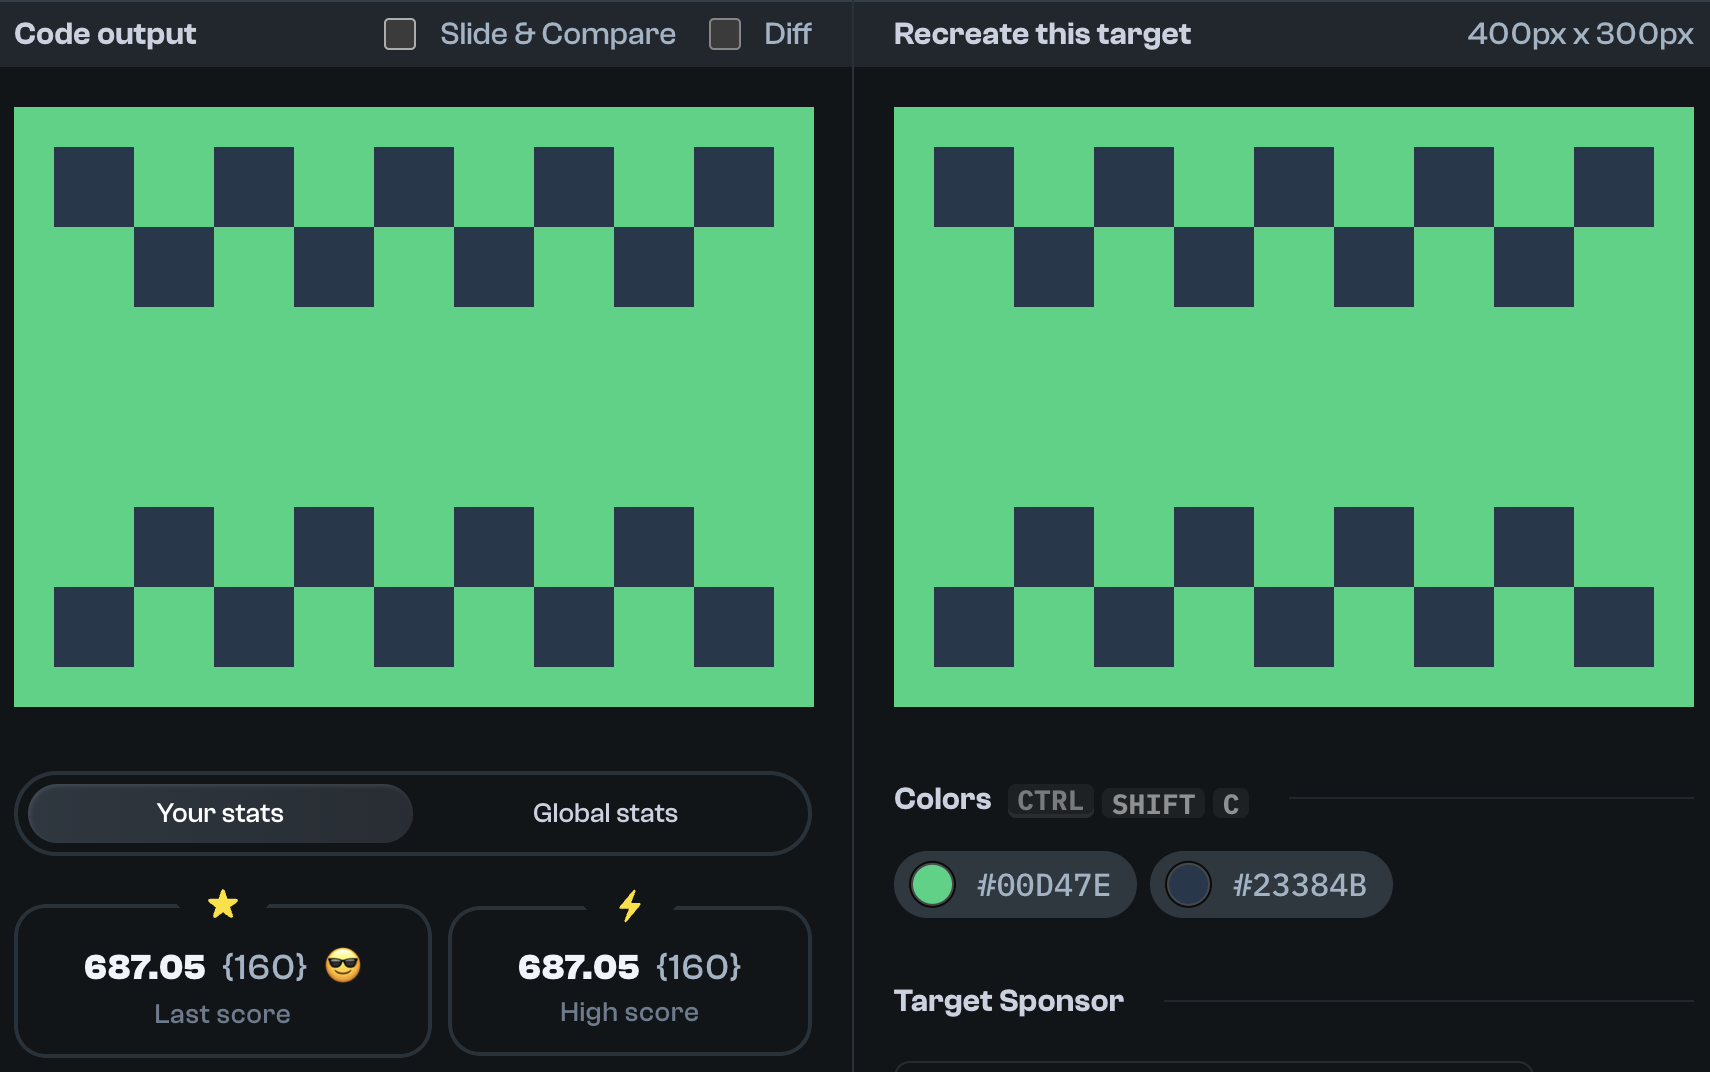 Code output
Slide & Compare
Diff
Recreate this target
400px x 300px
Your stats
Global stats
687.05 {160} 😎
Last score
687.05 {160}
High score
Colors CTRL SHIFT C
#00D47E
#23384B
Target Sponsor